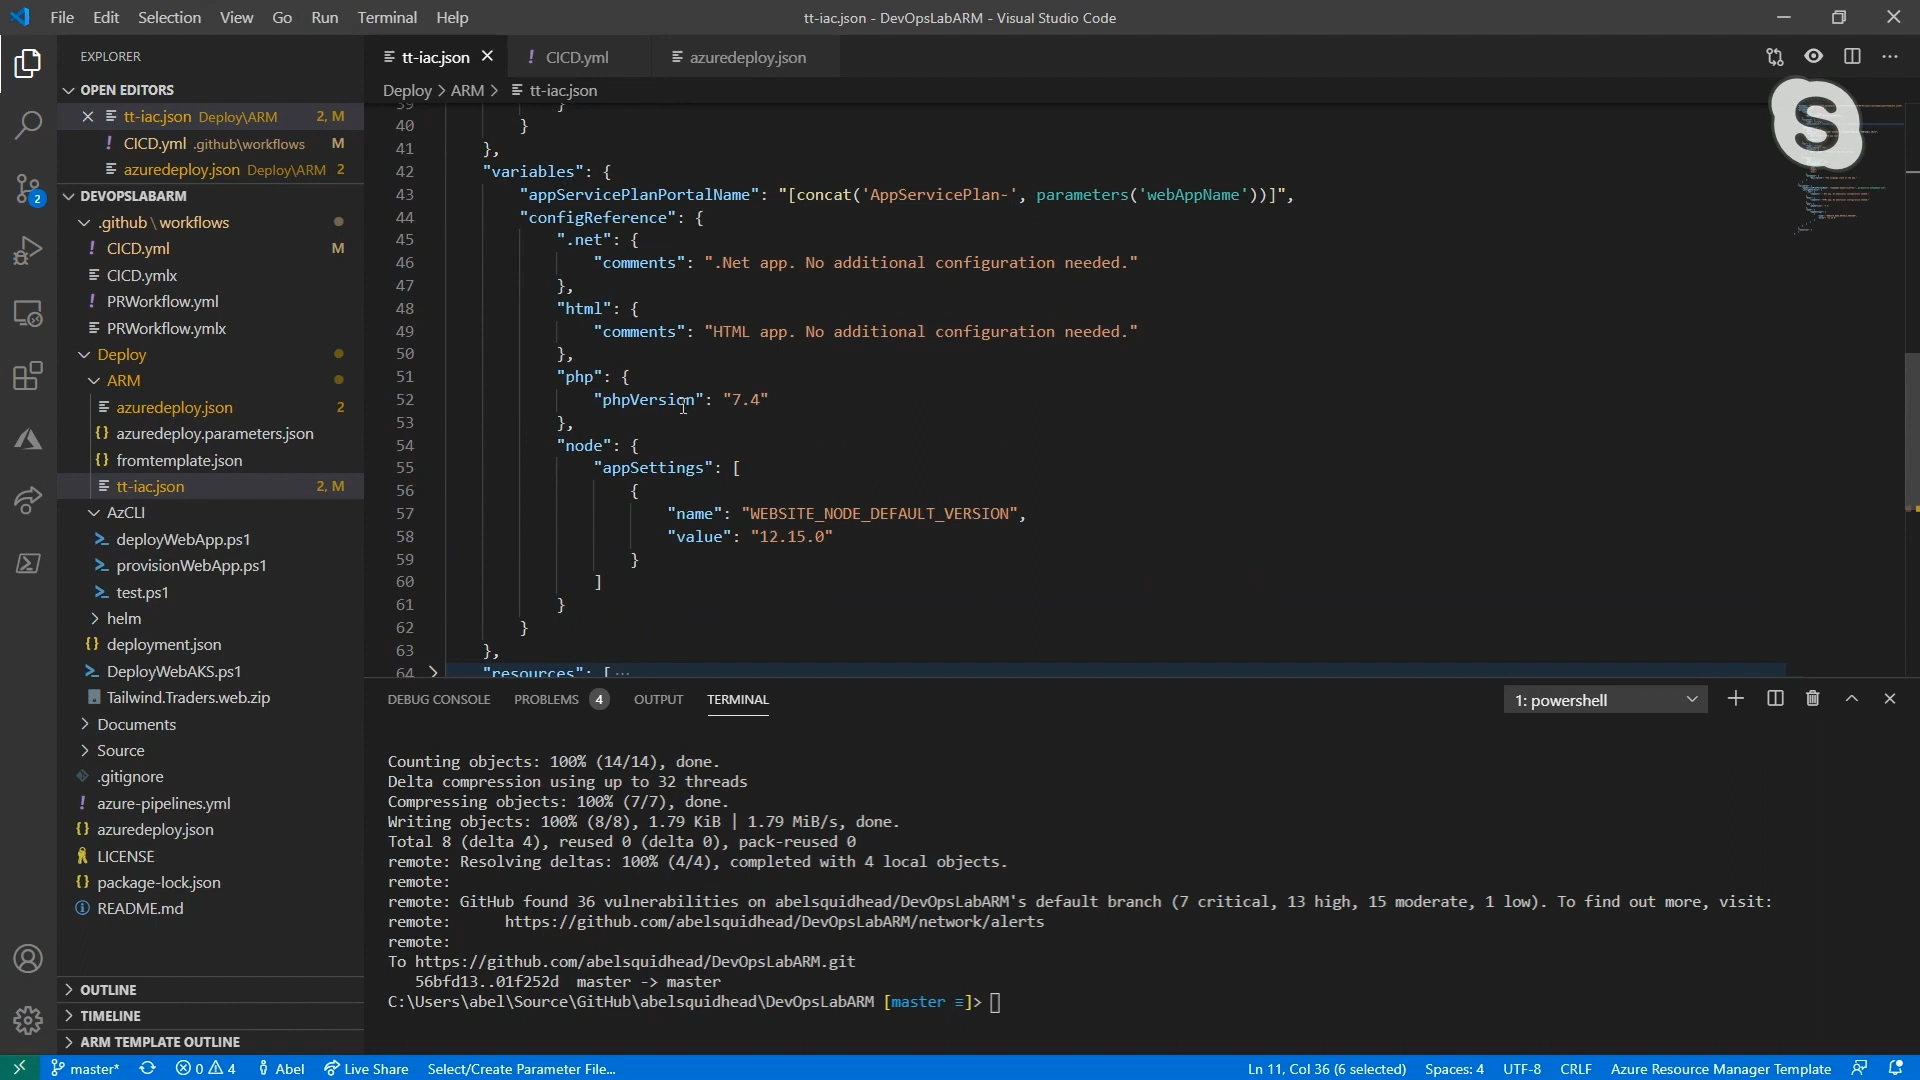 File Edit Selection View Go Run Terminal Help
tt-iac.json - DevOpsLabARM - Visual Studio Code
EXPLORER
OPEN EDITORS
tt-iac.json Deploy\ARM 2, M
! CICD.yml .github\workflows M
azuredeploy.json Deploy\ARM 2
DEVOPSLABARM
.github \ workflows
! CICD.yml M
CICD.ymlx
! PRWorkflow.yml
PRWorkflow.ymlx
Deploy
ARM
azuredeploy.json 2
{} azuredeploy.parameters.json
{} fromtemplate.json
tt-iac.json 2, M
AzCLI
deployWebApp.ps1
provisionWebApp.ps1
test.ps1
helm
{} deployment.json
DeployWebAKS.ps1
Tailwind.Traders.web.zip
Documents
Source
.gitignore
! azure-pipelines.yml
{} azuredeploy.json
LICENSE
{} package-lock.json
README.md
OUTLINE
TIMELINE
ARM TEMPLATE OUTLINE
2
tt-iac.json
! CICD.yml
azuredeploy.json
Deploy > ARM > tt-iac.json
39 }
40 }
41 },
42 "variables": {
43 "appServicePlanPortalName": "[concat('AppServicePlan-', parameters('webAppName'))]",
44 "configReference": {
45 ".net": {
46 "comments": ".Net app. No additional configuration needed."
47 },
48 "html": {
49 "comments": "HTML app. No additional configuration needed."
50 },
51 "php": {
52 "phpVersion": "7.4"
53 },
54 "node": {
55 "appSettings": [
56 {
57 "name": "WEBSITE_NODE_DEFAULT_VERSION",
58 "value": "12.15.0"
59 }
60 ]
61 }
62 }
63 },
64 > "resources": [ ...
DEBUG CONSOLE PROBLEMS 4 OUTPUT TERMINAL
1: powershell
Counting objects: 100% (14/14), done.
Delta compression using up to 32 threads
Compressing objects: 100% (7/7), done.
Writing objects: 100% (8/8), 1.79 KiB | 1.79 MiB/s, done.
Total 8 (delta 4), reused 0 (delta 0), pack-reused 0
remote: Resolving deltas: 100% (4/4), completed with 4 local objects.
remote:
remote: GitHub found 36 vulnerabilities on abelsquidhead/DevOpsLabARM's default branch (7 critical, 13 high, 15 moderate, 1 low). To find out more, visit:
remote: https://github.com/abelsquidhead/DevOpsLabARM/network/alerts
remote:
To https://github.com/abelsquidhead/DevOpsLabARM.git
56bfd13..01f252d master -> master
C:\Users\abel\Source\GitHub\abelsquidhead\DevOpsLabARM [master ≡]>
master* 0 4 Abel Live Share Select/Create Parameter File...
Ln 11, Col 36 (6 selected) Spaces: 4 UTF-8 CRLF Azure Resource Manager Template